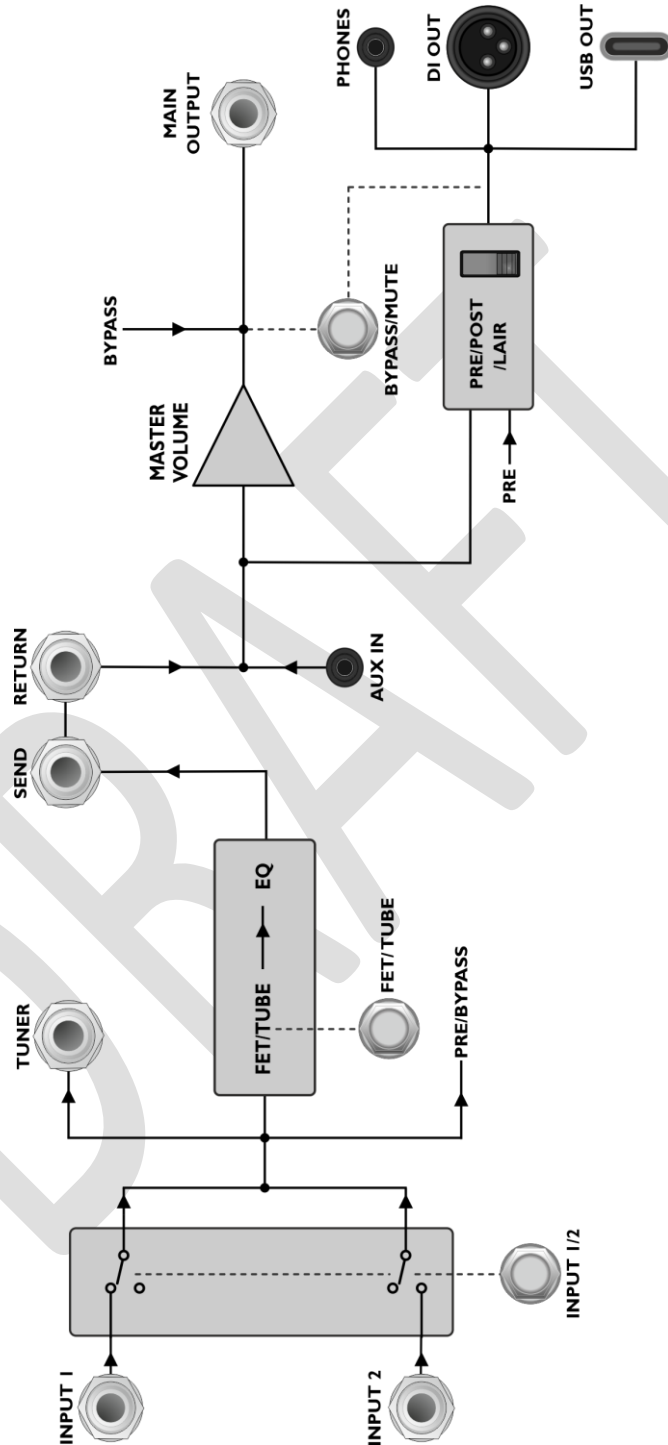 INPUT 1
INPUT 2
INPUT 1/2
TUNER
FET/TUBE
EQ
FET/TUBE
PRE/BYPASS
SEND
RETURN
AUX IN
MASTER
VOLUME
BYPASS
BYPASS/MUTE
PRE
PRE/POST
/LAIR
MAIN
OUTPUT
PHONES
DI OUT
USB OUT
DRAFT